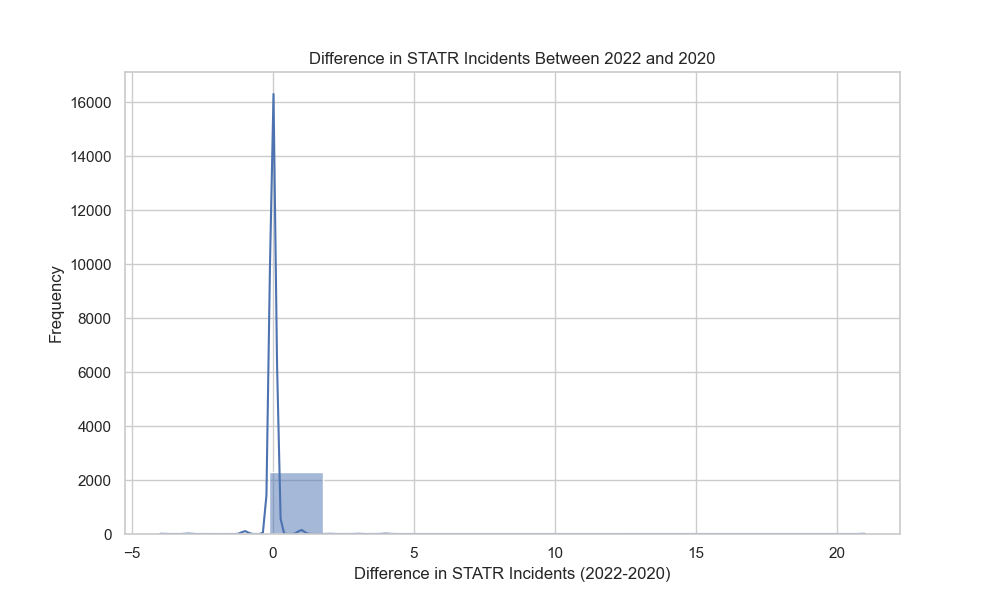 Difference in STATR Incidents Between 2022 and 2020
Frequency
16000
14000
12000
10000
8000
6000
4000
2000
0
−5 0 5 10 15 20
Difference in STATR Incidents (2022-2020)